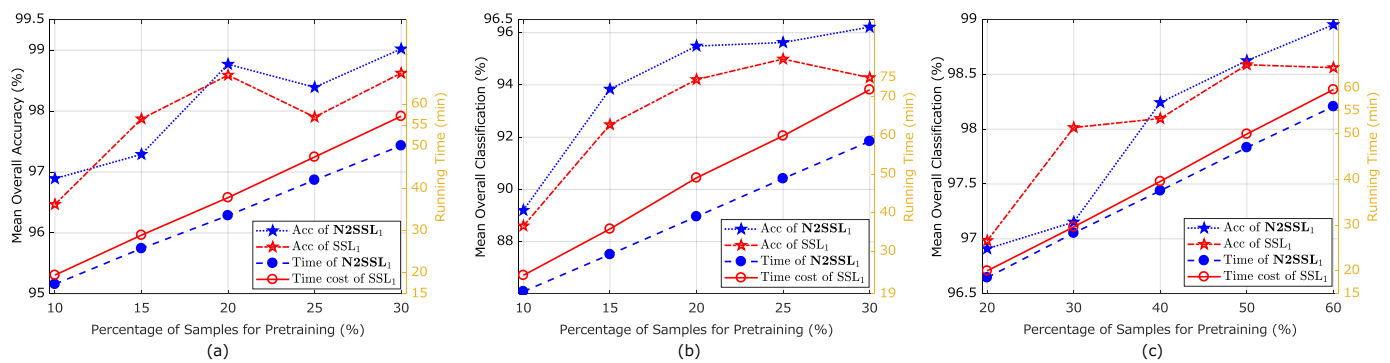 99.5
99
98
97
96
95
Mean Overall Accuracy (%)
10
15
20
25
30
Percentage of Samples for Pretraining (%)
60
55
50
40
30
20
15
Running Time (min)
Acc of N2SSL1
Acc of SSL1
Time of N2SSL1
Time cost of SSL1
(a)
96.5
94
92
90
88
Mean Overall Classification (%)
10
15
20
25
30
Percentage of Samples for Pretraining (%)
75
70
60
50
40
30
19
Running Time (min)
Acc of N2SSL1
Acc of SSL1
Time of N2SSL1
Time cost of SSL1
(b)
99
98.5
98
97.5
97
96.5
Mean Overall Classification (%)
20
30
40
50
60
Percentage of Samples for Pretraining (%)
60
55
50
40
30
20
15
Running Time (min)
Acc of N2SSL1
Acc of SSL1
Time of N2SSL1
Time cost of SSL1
(c)